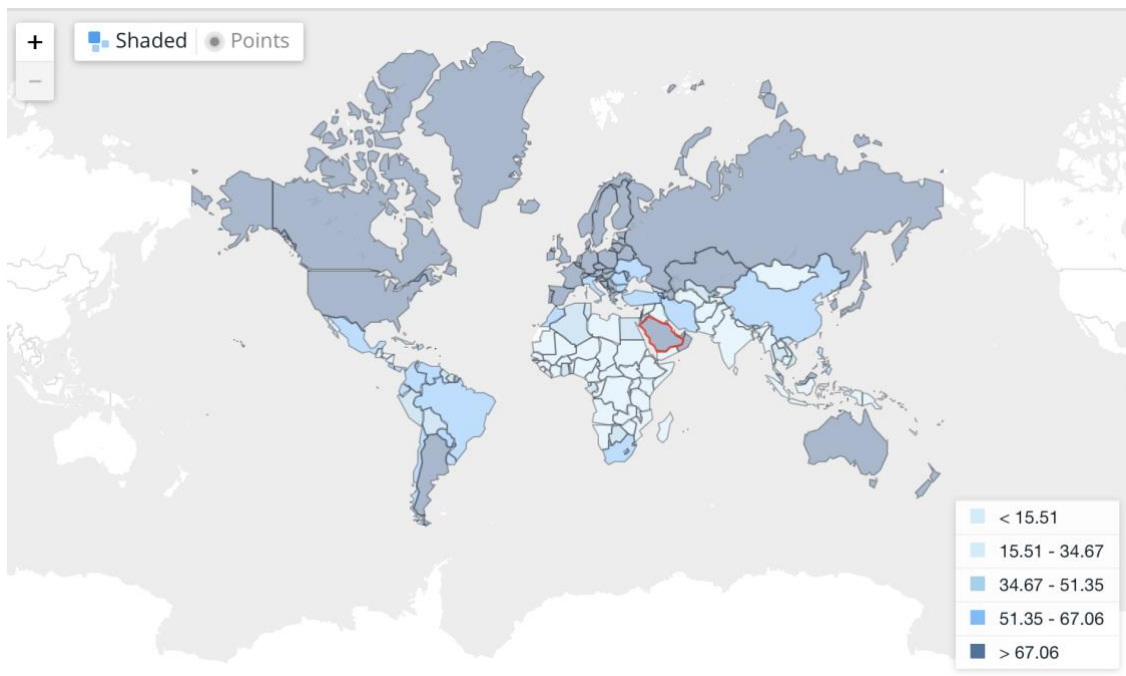 +
Shaded Points
−
< 15.51
15.51 - 34.67
34.67 - 51.35
51.35 - 67.06
> 67.06